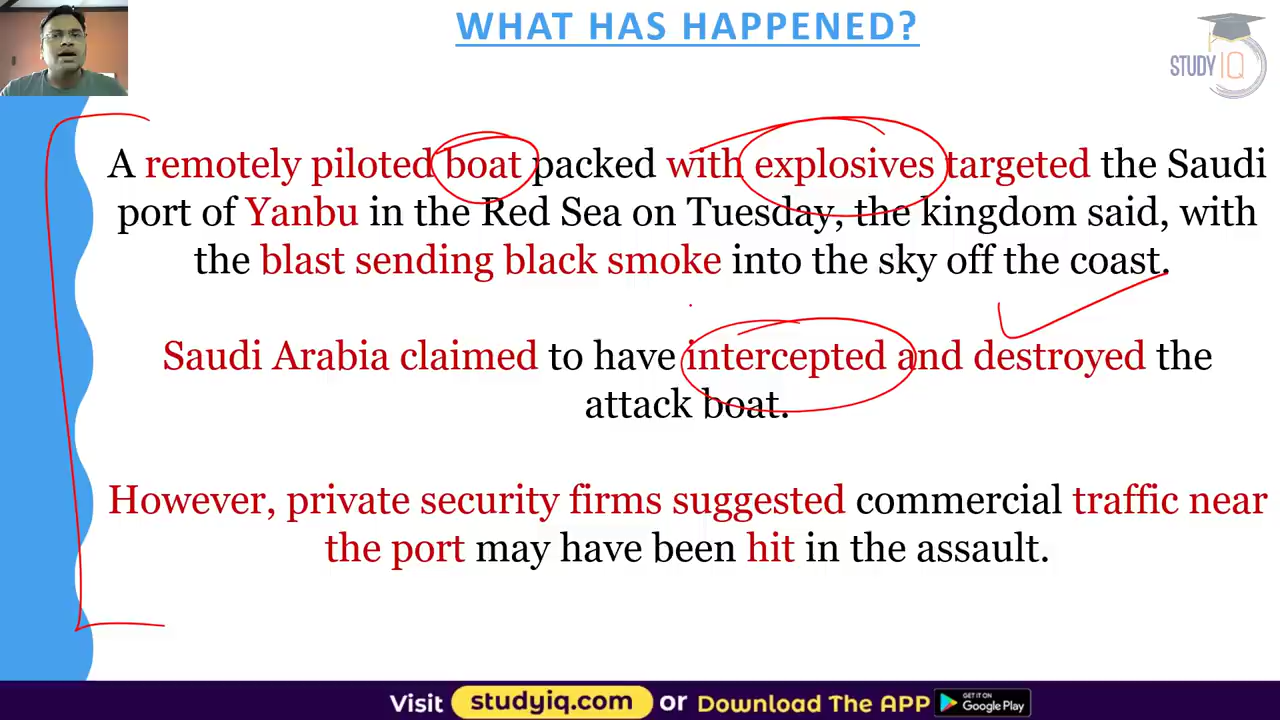 WHAT HAS HAPPENED?
STUDY IQ
A remotely piloted boat packed with explosives targeted the Saudi
port of Yanbu in the Red Sea on Tuesday, the kingdom said, with
the blast sending black smoke into the sky off the coast.
Saudi Arabia claimed to have intercepted and destroyed the
attack boat.
However, private security firms suggested commercial traffic near
the port may have been hit in the assault.
Visit studyiq.com or Download The APP GET IT ON Google Play